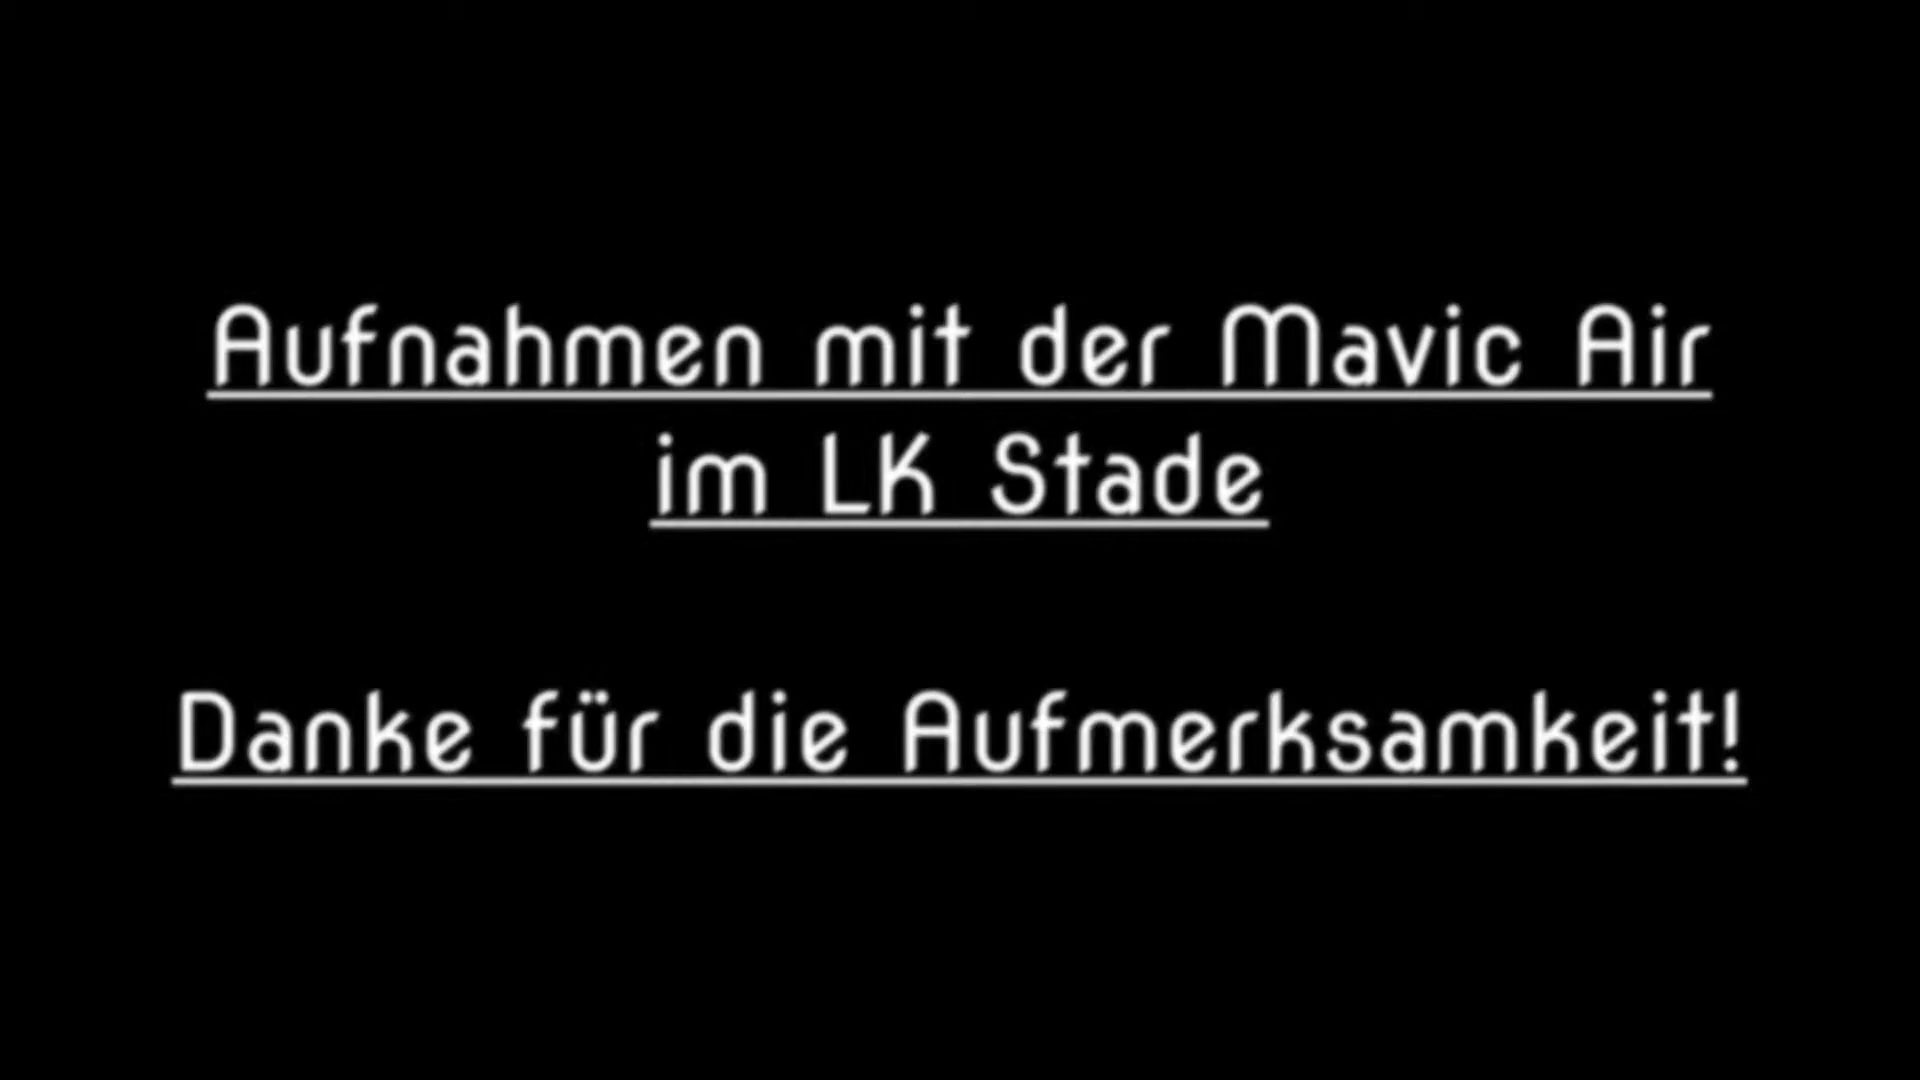 Aufnahmen mit der Mavic Air
im LK Stade
Danke für die Aufmerksamkeit!